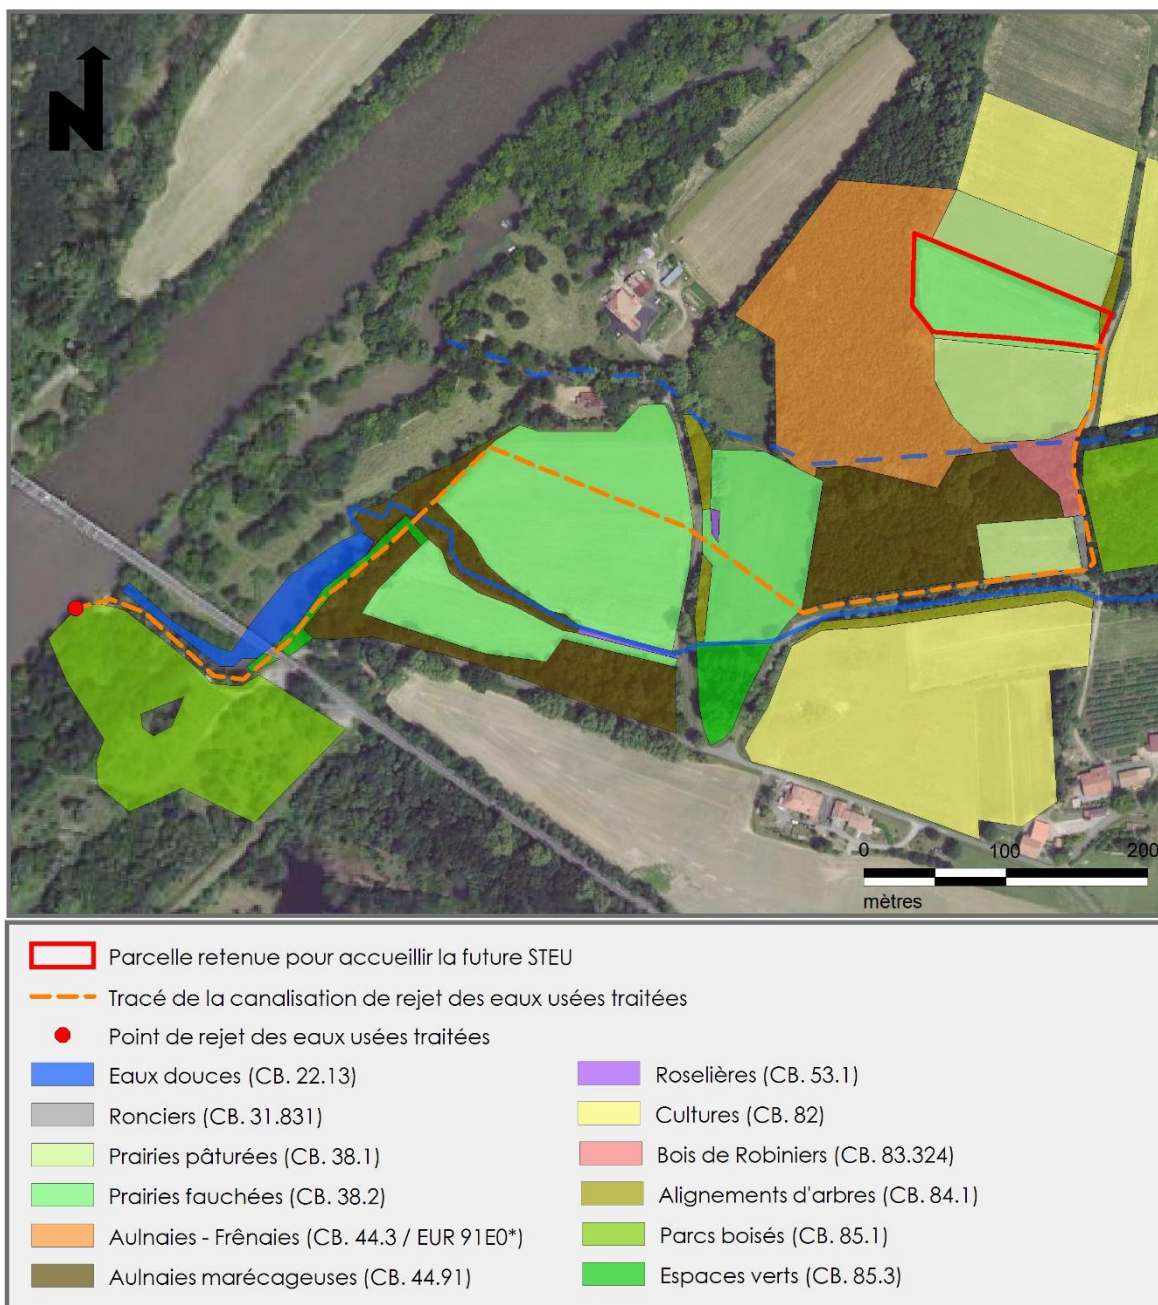 N
0 100 200
mètres
Parcelle retenue pour accueillir la future STEU
Tracé de la canalisation de rejet des eaux usées traitées
Point de rejet des eaux usées traitées
Eaux douces (CB. 22.13)
Ronciers (CB. 31.831)
Prairies pâturées (CB. 38.1)
Prairies fauchées (CB. 38.2)
Aulnaies - Frênaies (CB. 44.3 / EUR 91E0*)
Aulnaies marécageuses (CB. 44.91)
Roselières (CB. 53.1)
Cultures (CB. 82)
Bois de Robiniers (CB. 83.324)
Alignements d'arbres (CB. 84.1)
Parcs boisés (CB. 85.1)
Espaces verts (CB. 85.3)